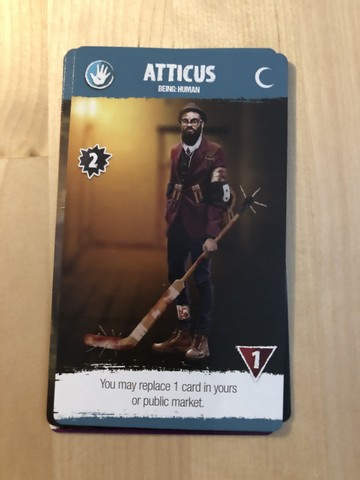 ATTICUS
BEING: HUMAN
2
1
You may replace 1 card in yours
or public market.